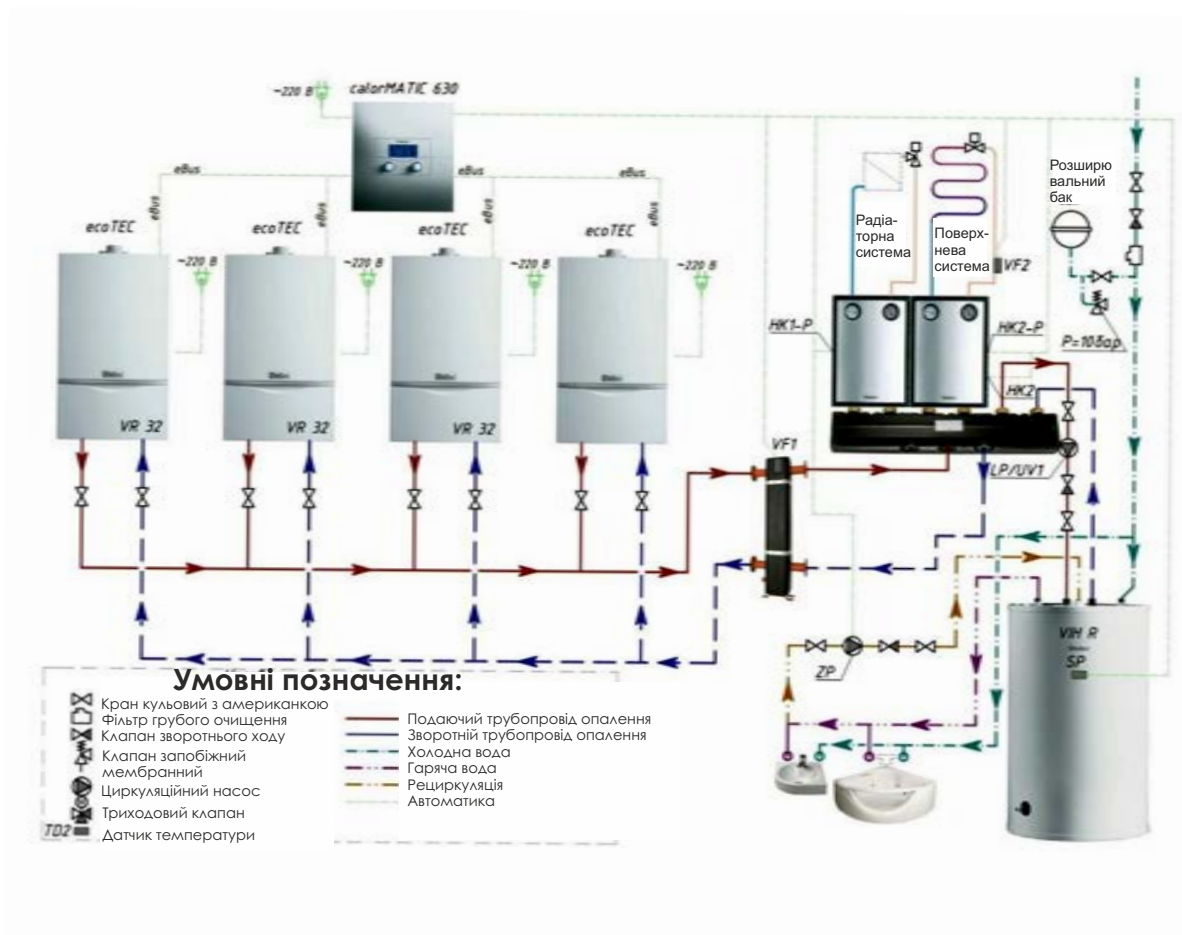 ~220 В
calorMATIC 630
eBus
eBus
eBus
eBus
eBus
eBus
eBus
ecoTEC
ecoTEC
ecoTEC
ecoTEC
~220 В
~220 В
~220 В
~220 В
VR 32
VR 32
VR 32
Радіа-
торна
система
Поверх-
нева
система
VF2
Розширю
вальний
бак
P=10бар
HK1-P
HK2-P
HK2
LP/UV1
VF1
ZP
VIH R
SP
Умовні позначення:
Кран кульовий з американкою
Фільтр грубого очищення
Клапан зворотнього ходу
Клапан запобіжний
мембранний
Циркуляційний насос
Триходовий клапан
Датчик температури
TD2
Подаючий трубопровід опалення
Зворотній трубопровід опалення
Холодна вода
Гаряча вода
Рециркуляція
Автоматика